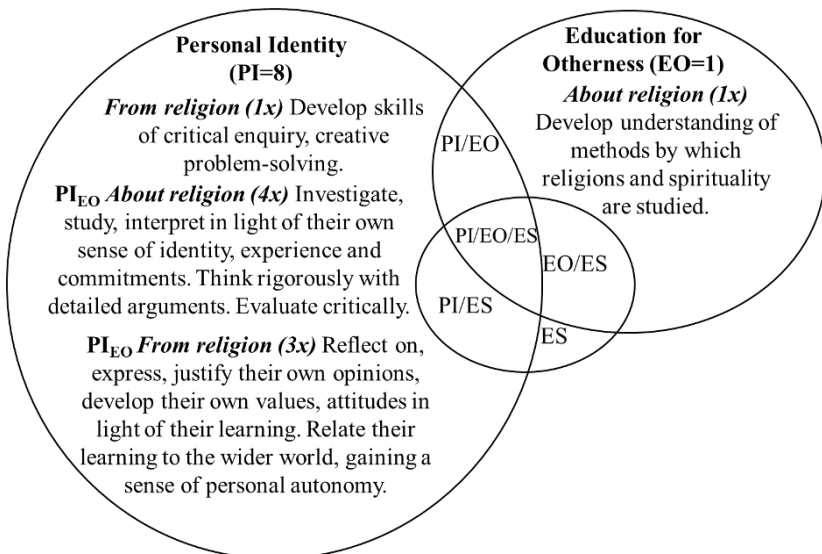 Personal Identity
(PI=8)
From religion (1x) Develop skills
of critical enquiry, creative
problem-solving.
PIEO About religion (4x) Investigate,
study, interpret in light of their own
sense of identity, experience and
commitments. Think rigorously with
detailed arguments. Evaluate critically.
PIEO From religion (3x) Reflect on,
express, justify their own opinions,
develop their own values, attitudes in
light of their learning. Relate their
learning to the wider world, gaining a
sense of personal autonomy.
Education for
Otherness (EO=1)
About religion (1x)
Develop understanding of
methods by which
religions and spirituality
are studied.
PI/EO
PI/EO/ES
EO/ES
PI/ES
ES